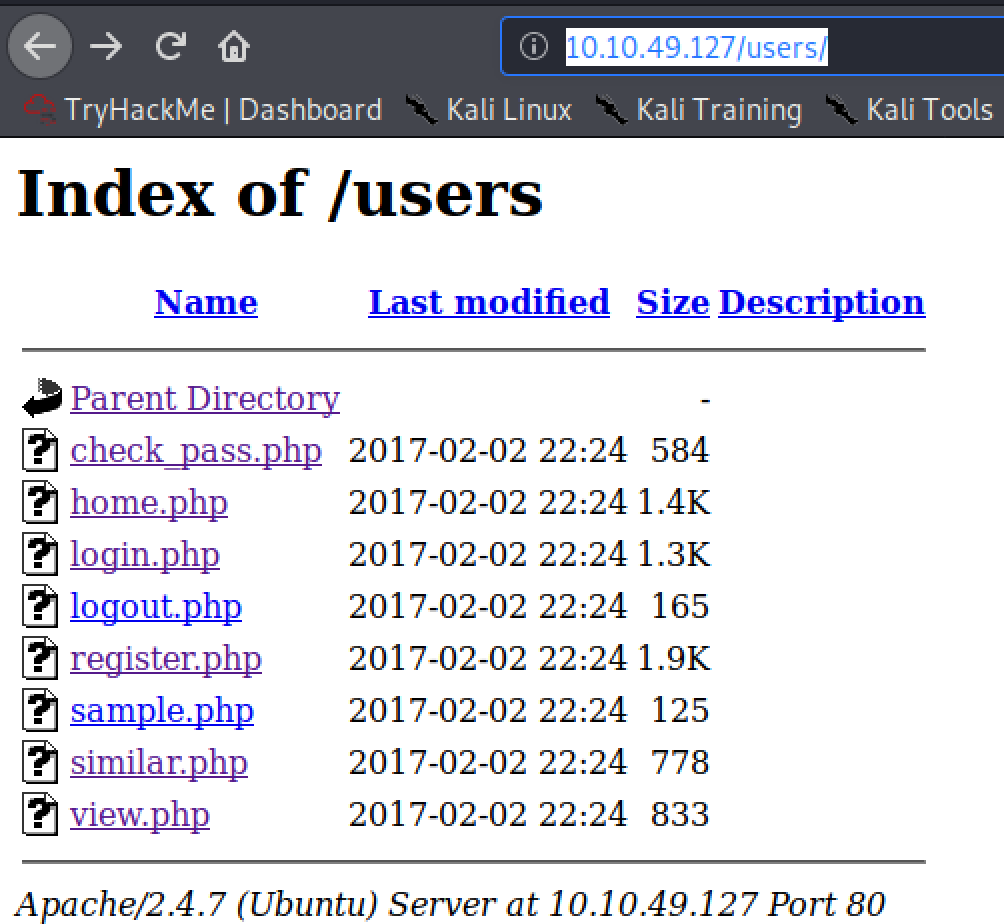 10.10.49.127/users/
TryHackMe | Dashboard Kali Linux Kali Training Kali Tools
Index of /users
Name Last modified Size Description
Parent Directory -
check_pass.php 2017-02-02 22:24 584
home.php 2017-02-02 22:24 1.4K
login.php 2017-02-02 22:24 1.3K
logout.php 2017-02-02 22:24 165
register.php 2017-02-02 22:24 1.9K
sample.php 2017-02-02 22:24 125
similar.php 2017-02-02 22:24 778
view.php 2017-02-02 22:24 833
Apache/2.4.7 (Ubuntu) Server at 10.10.49.127 Port 80